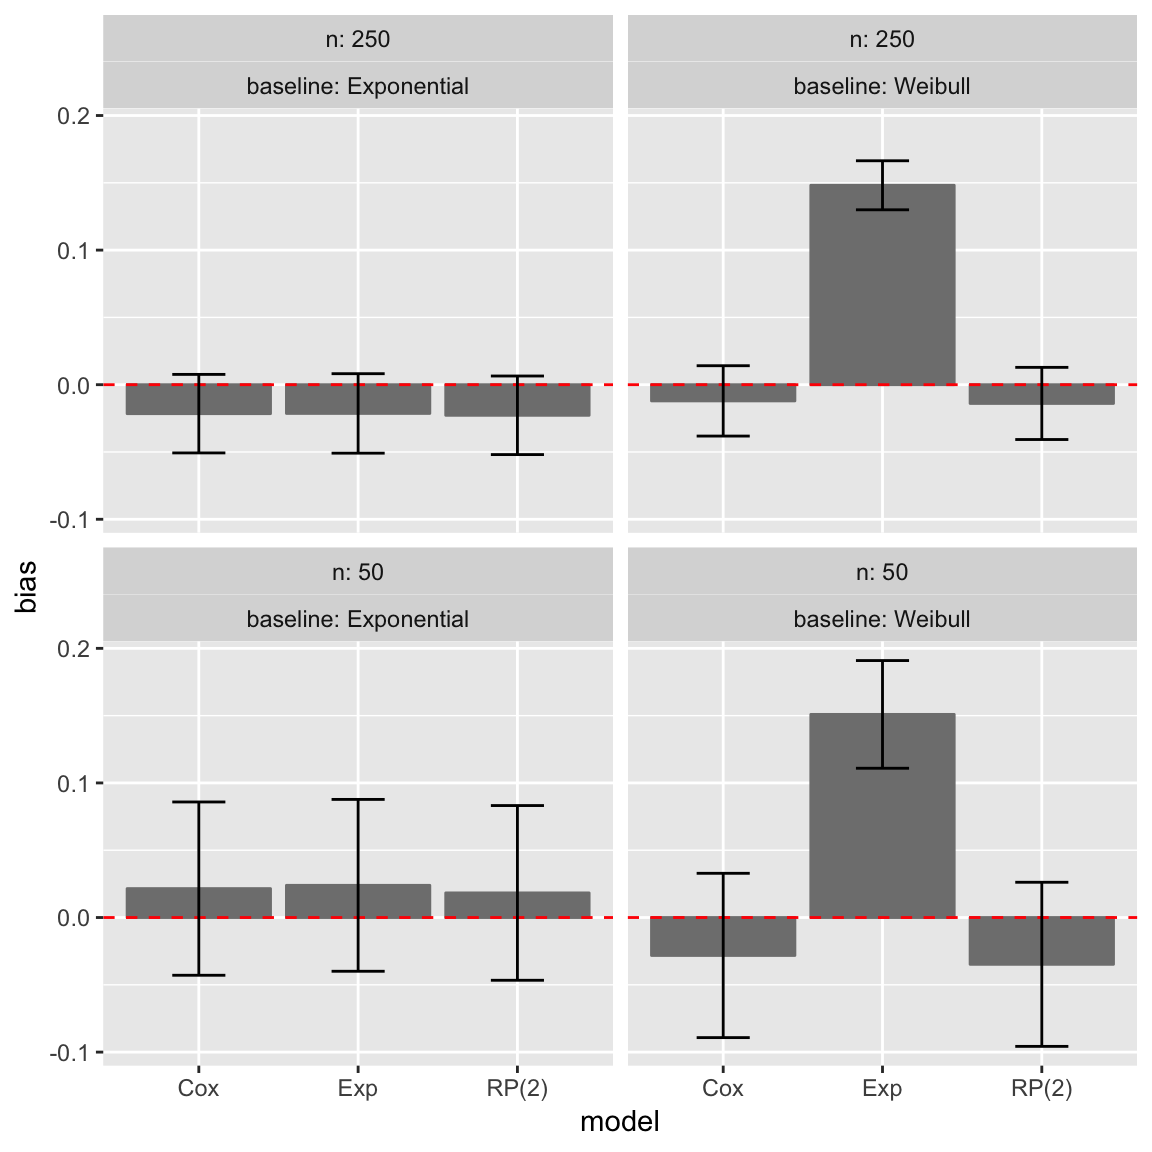 n: 250
n: 250
baseline: Exponential
baseline: Weibull
0.2
0.1
0.0
-0.1
n: 50
n: 50
baseline: Exponential
baseline: Weibull
0.2
0.1
0.0
-0.1
bias
Cox
Exp
RP(2)
Cox
Exp
RP(2)
model